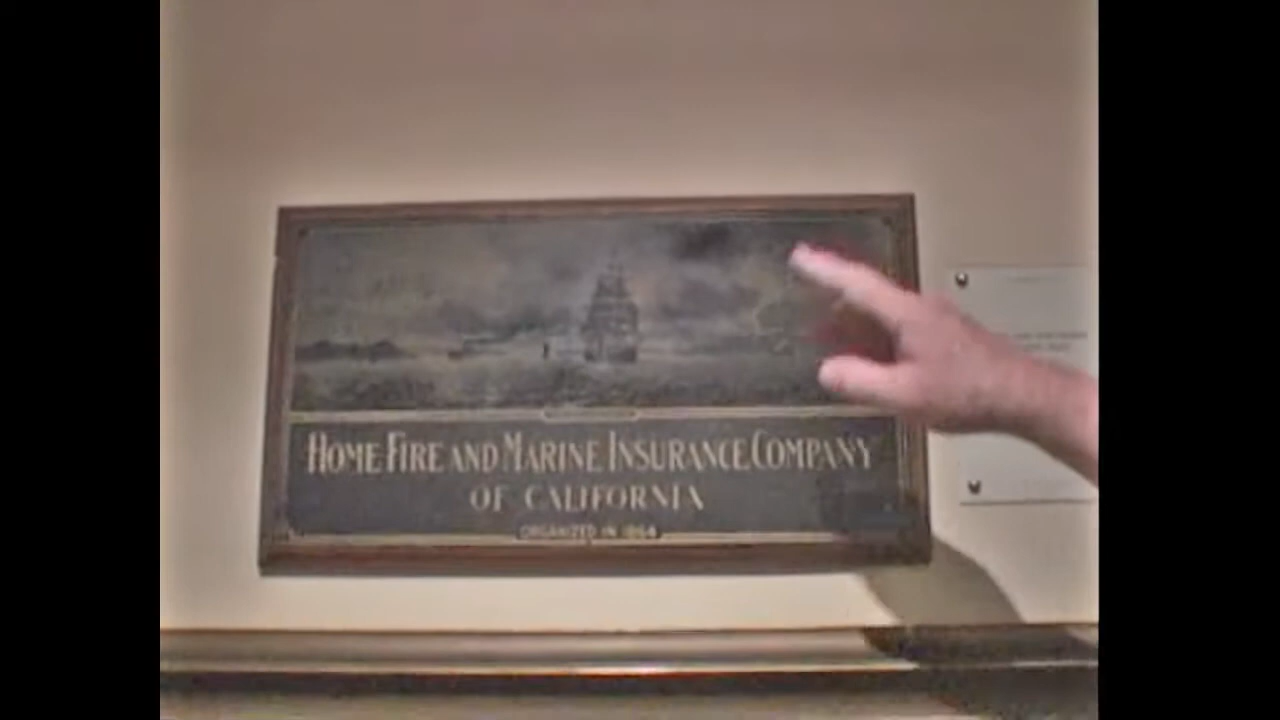 HOME FIRE AND MARINE INSURANCE COMPANY
OF CALIFORNIA
ORGANIZED IN 1864